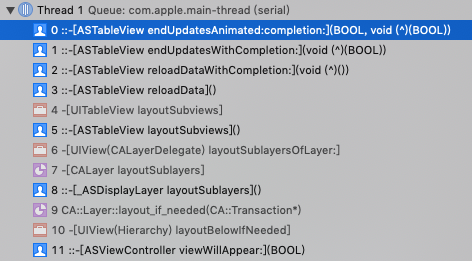 Thread 1 Queue: com.apple.main-thread (serial)
0 ::-[ASTableView endUpdatesAnimated:completion:](BOOL, void (^)(BOOL))
1 ::-[ASTableView endUpdatesWithCompletion:](void (^)(BOOL))
2 ::-[ASTableView reloadDataWithCompletion:](void (^)())
3 ::-[ASTableView reloadData]()
4 -[UITableView layoutSubviews]
5 ::-[ASTableView layoutSubviews]()
6 -[UIView(CALayerDelegate) layoutSublayersOfLayer:]
7 -[CALayer layoutSublayers]
8 ::-[_ASDisplayLayer layoutSublayers]()
9 CA::Layer::layout_if_needed(CA::Transaction*)
10 -[UIView(Hierarchy) layoutBelowIfNeeded]
11 ::-[ASViewController viewWillAppear:](BOOL)